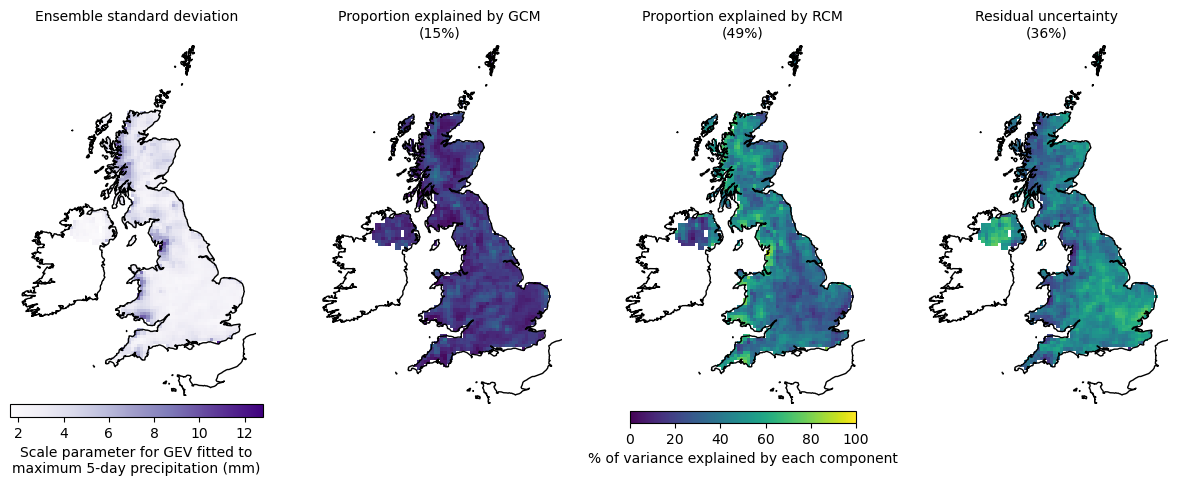 Ensemble standard deviation
Proportion explained by GCM
(15%)
Proportion explained by RCM
(49%)
Residual uncertainty
(36%)
2 4 6 8 10 12
Scale parameter for GEV fitted to
maximum 5-day precipitation (mm)
0 20 40 60 80 100
% of variance explained by each component